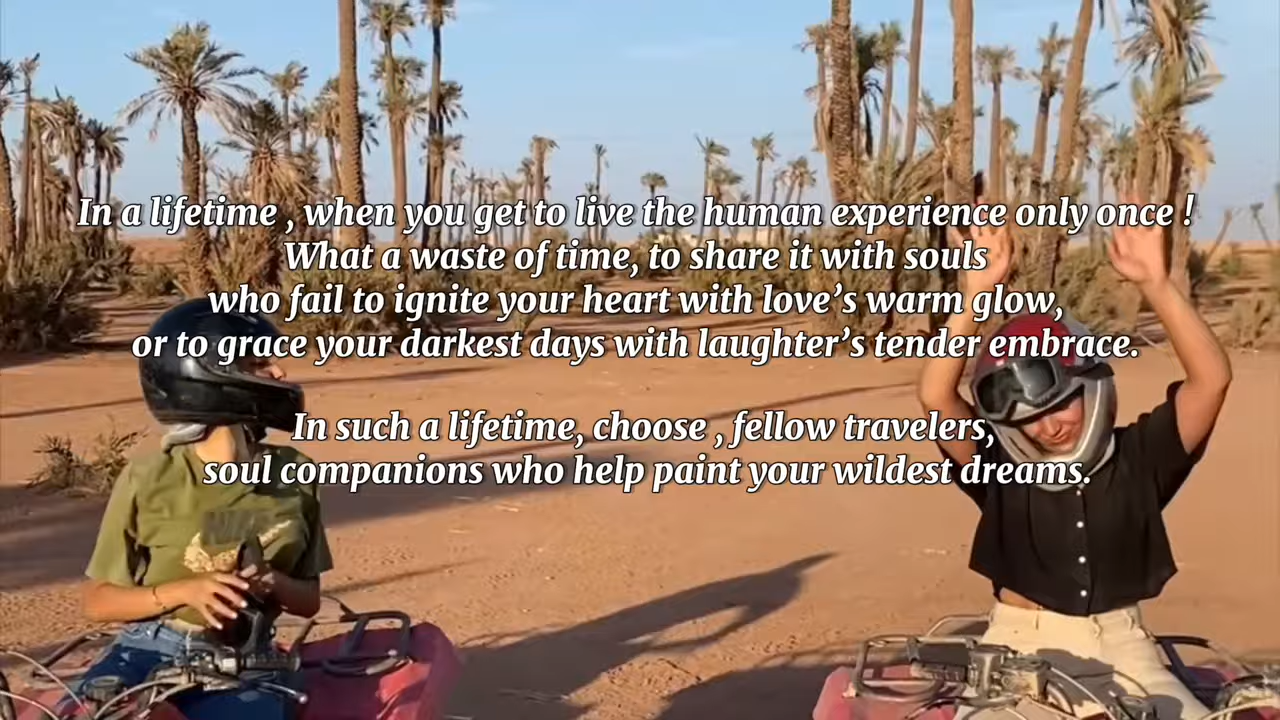 In a lifetime , when you get to live the human experience only once !
What a waste of time, to share it with souls
who fail to ignite your heart with love’s warm glow,
or to grace your darkest days with laughter’s tender embrace.
In such a lifetime, choose , fellow travelers,
soul companions who help paint your wildest dreams.